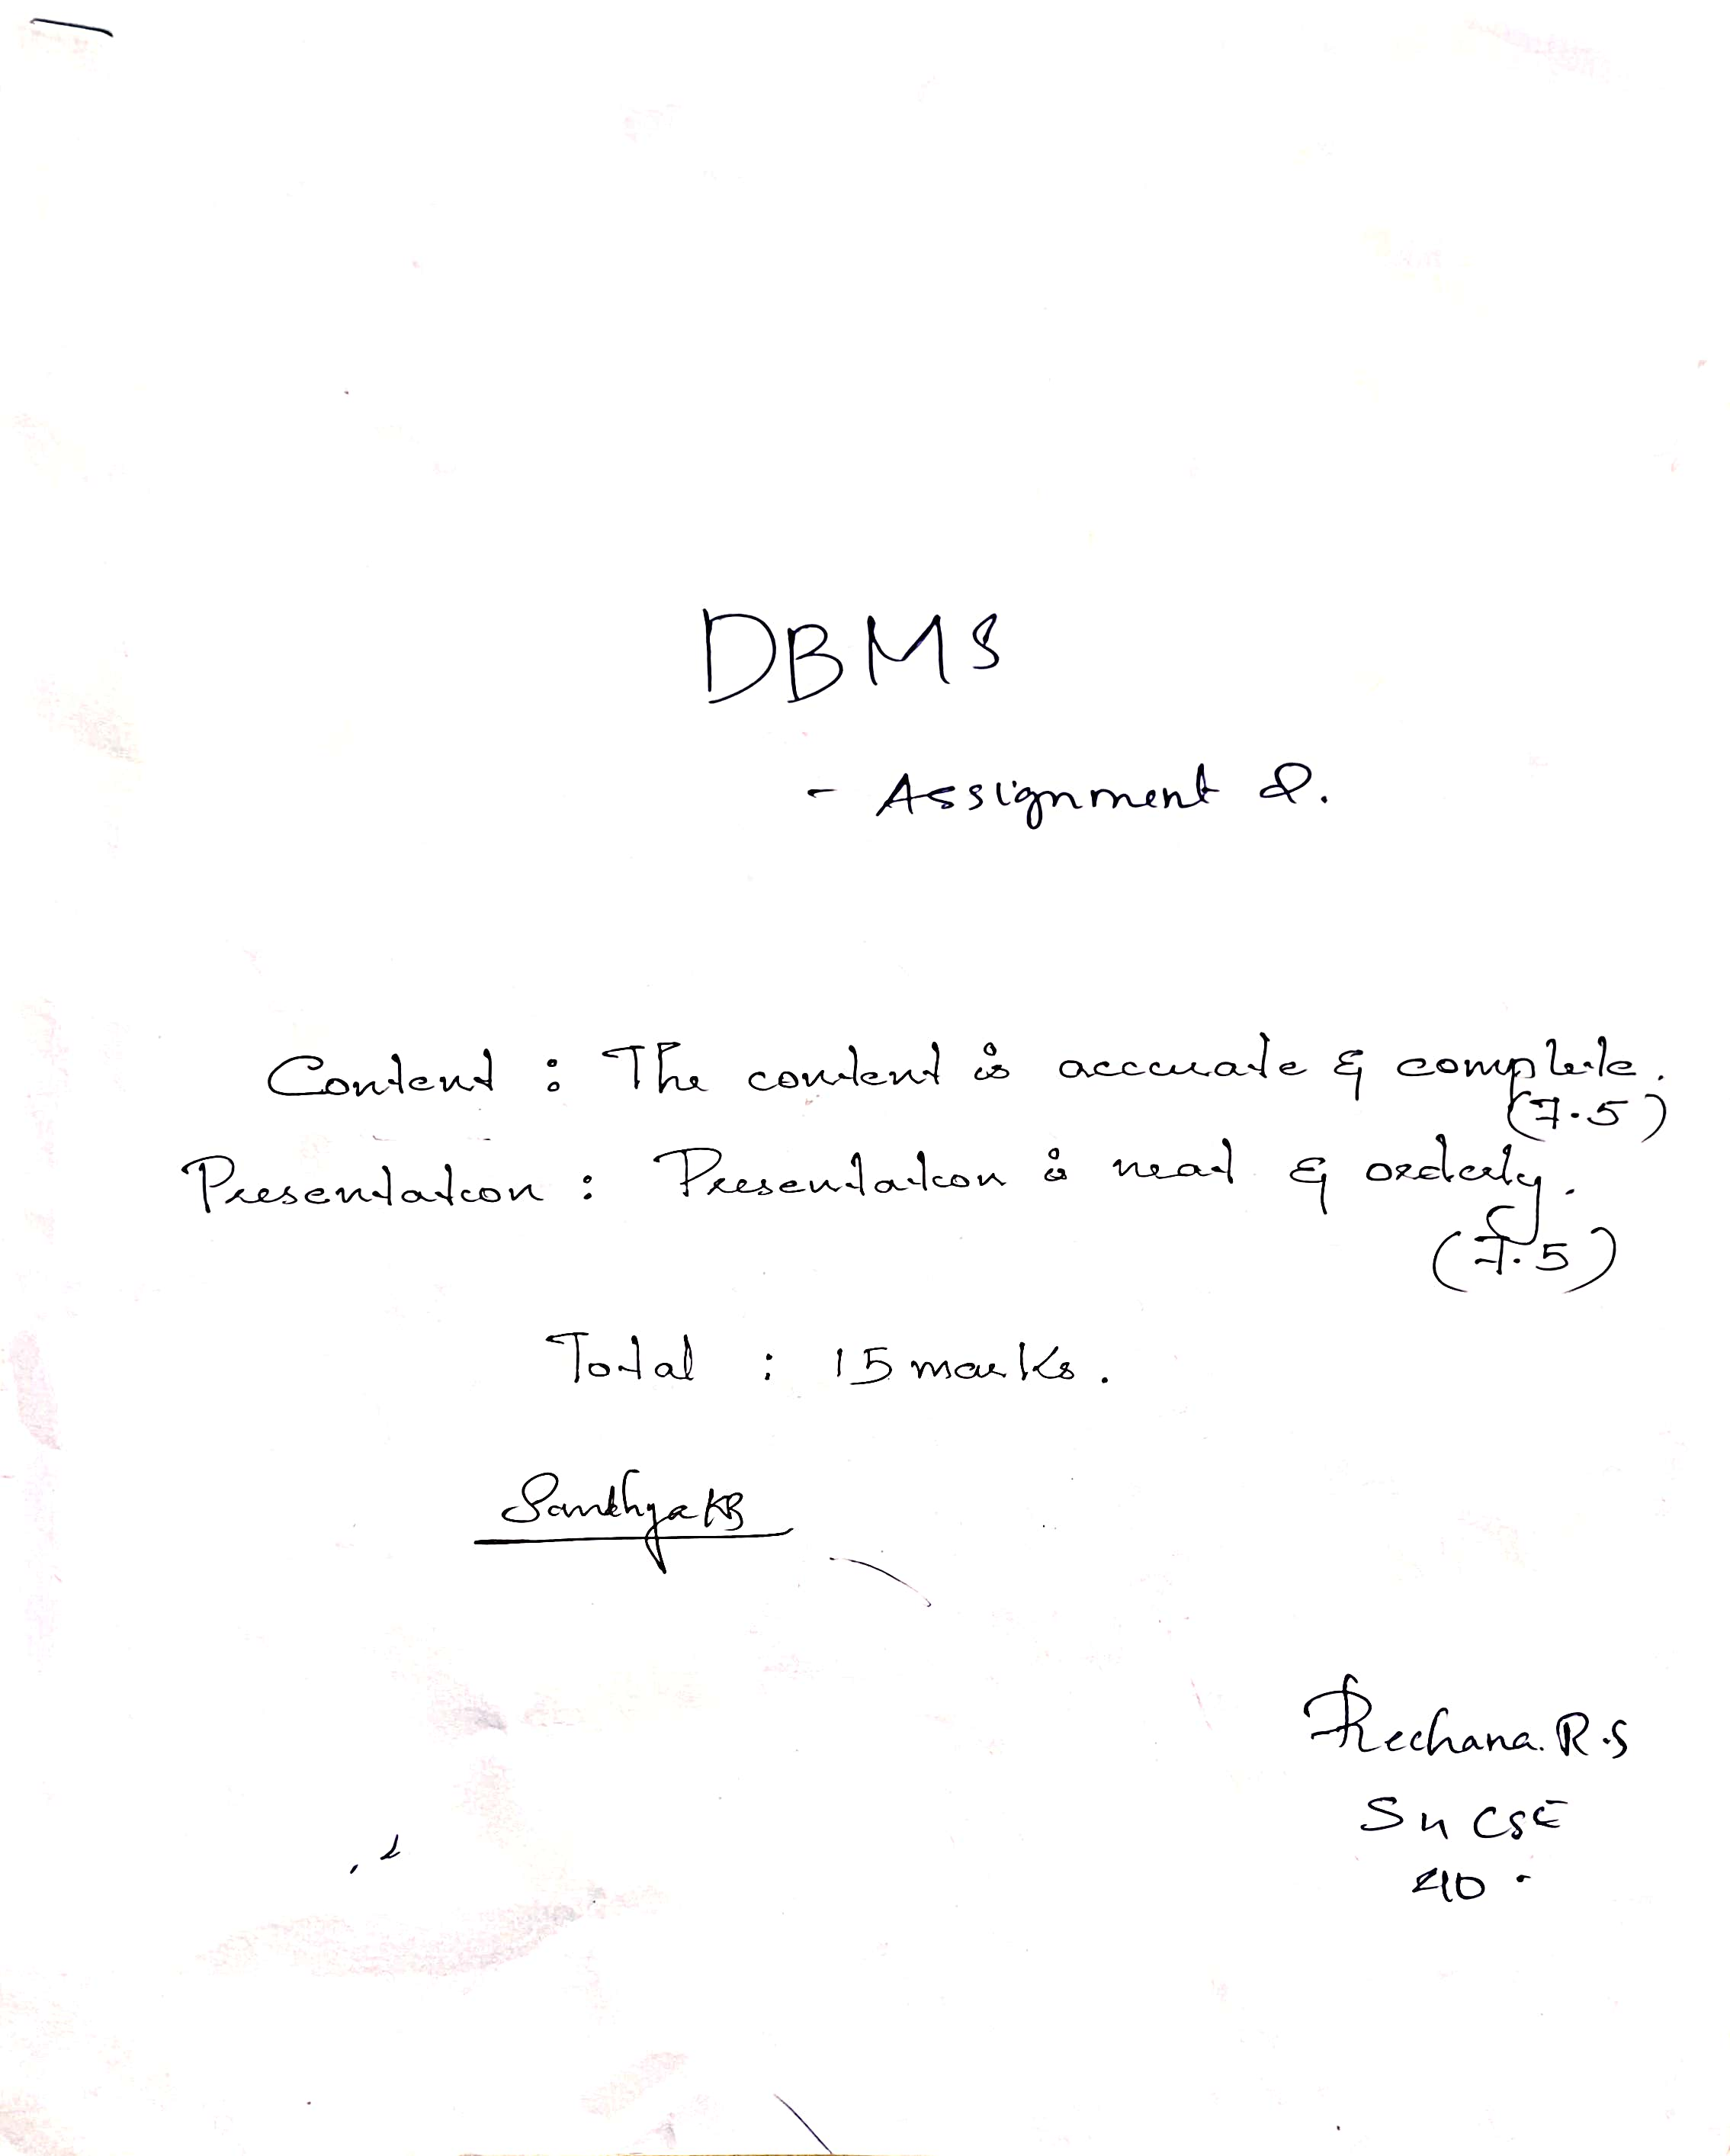 DBMS
- Assignment 2.
Content : The content is accurate & complete.
(7.5)
Presentation : Presentation is neat & orderly.
(7.5)
Total : 15 marks.
Sandhya KB
Rechana. R.S
S4 CSE
40.